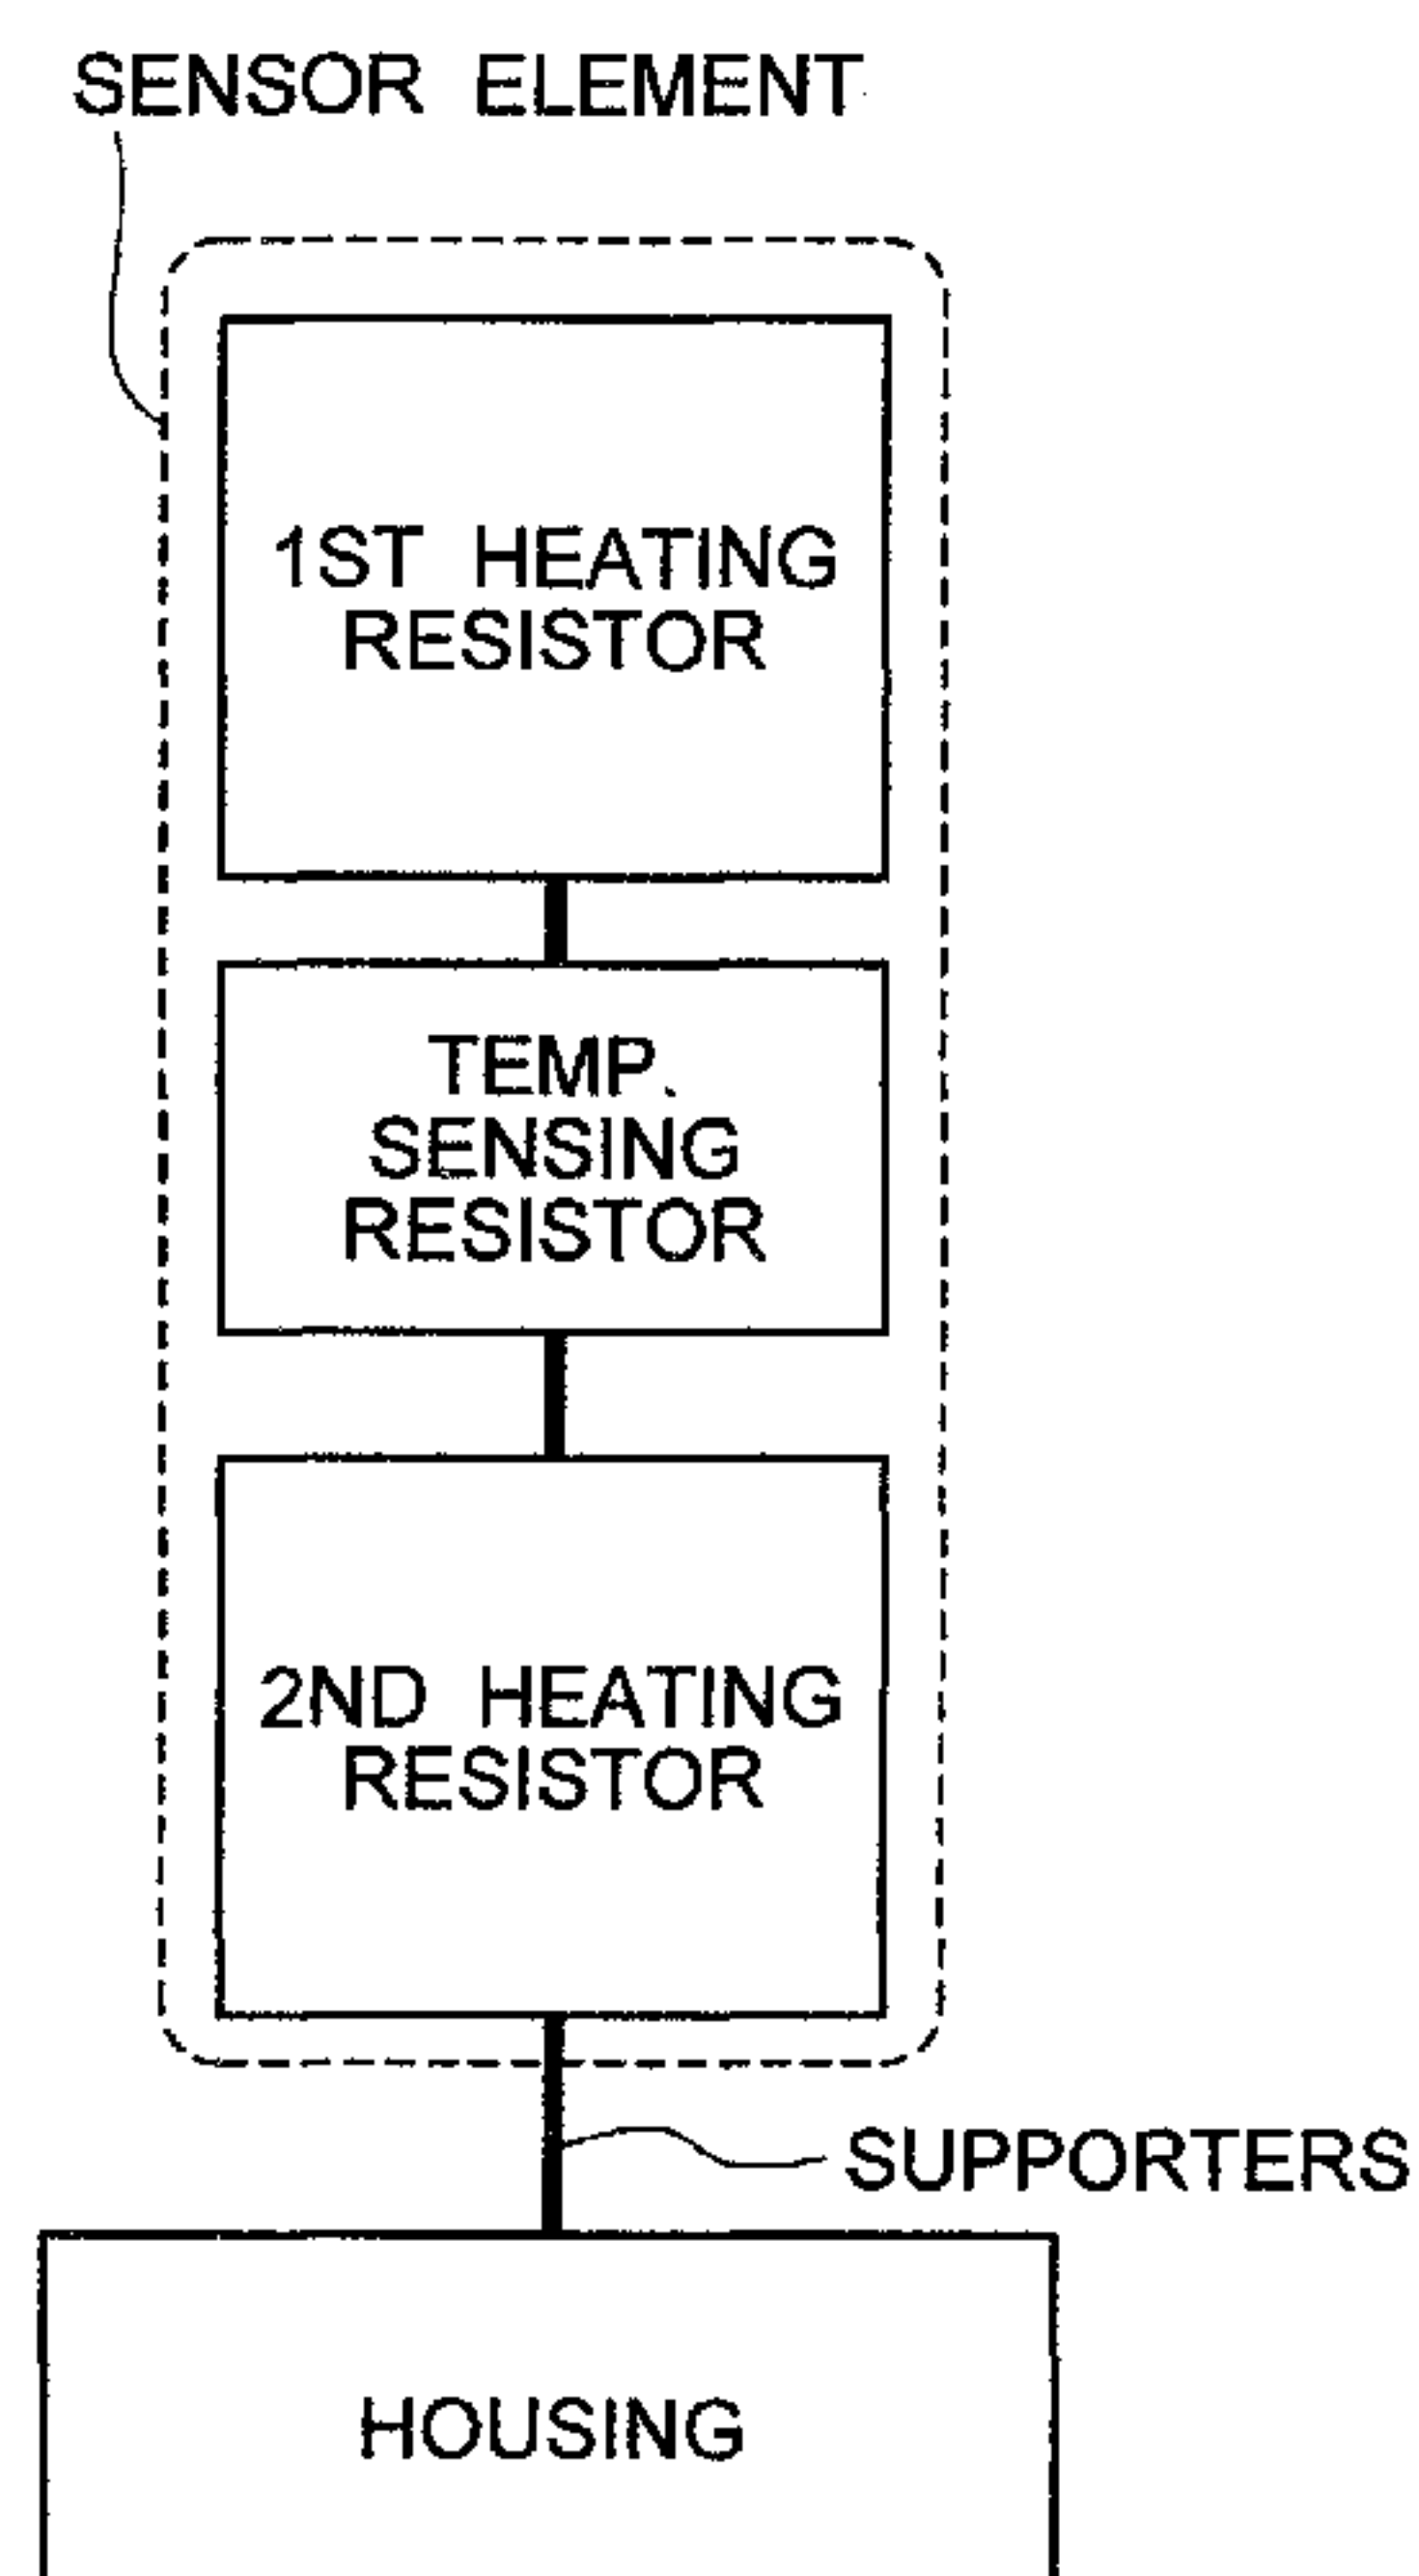 SENSOR ELEMENT
1ST HEATING
RESISTOR
TEMP.
SENSING
RESISTOR
2ND HEATING
RESISTOR
SUPPORTERS
HOUSING